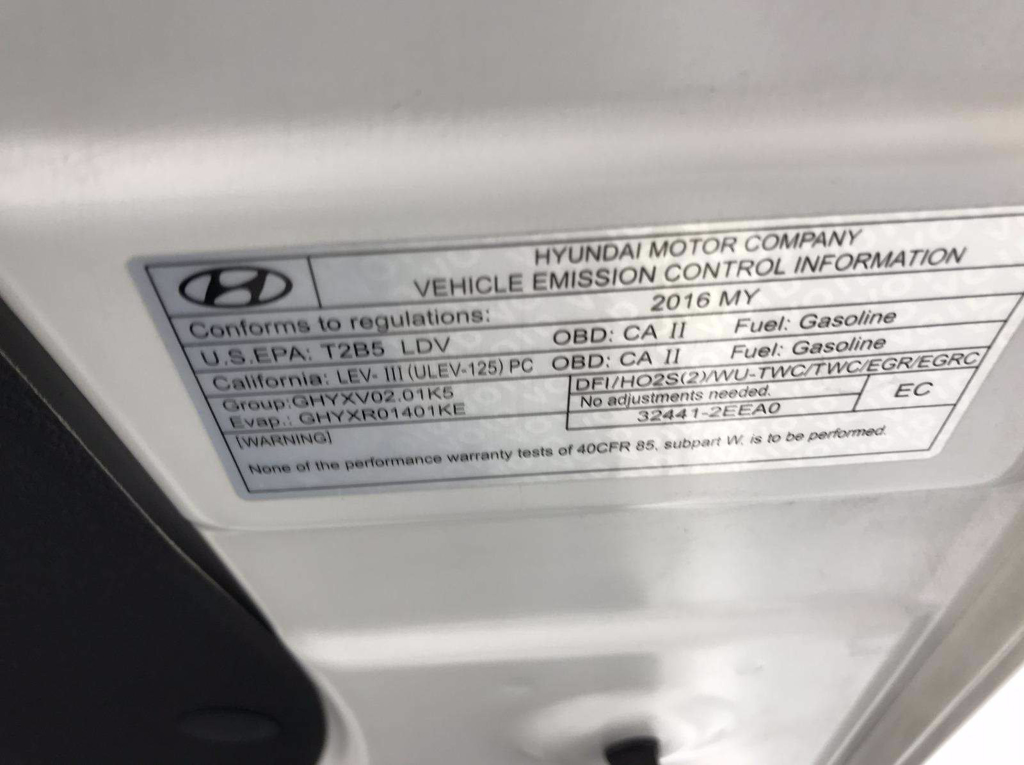 HYUNDAI MOTOR COMPANY
VEHICLE EMISSION CONTROL INFORMATION
Conforms to regulations: 2016 MY
U.S.EPA: T2B5 LDV OBD: CA II Fuel: Gasoline
California: LEV- III (ULEV-125) PC OBD: CA II Fuel: Gasoline
Group:GHYXV02.01K5 DFI/HO2S(2)/WU-TWC/TWC/EGR/EGRC
Evap.: GHYXR01401KE No adjustments needed. EC
32441-2EEA0
[WARNING]
None of the performance warranty tests of 40CFR 85, subpart W, is to be performed.